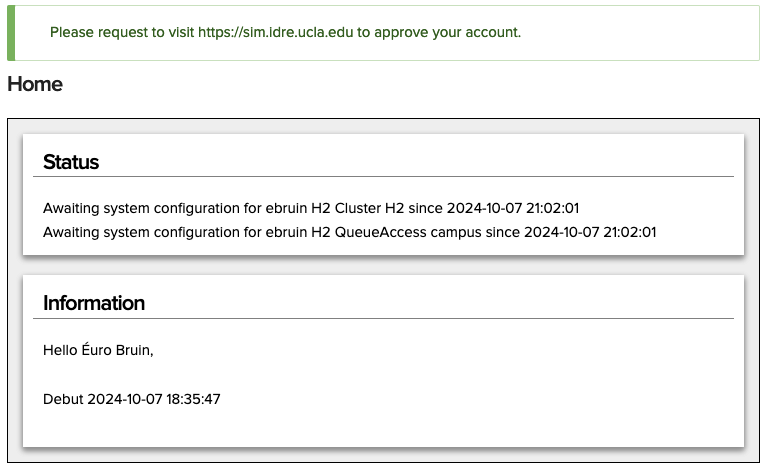 Please request to visit https://sim.idre.ucla.edu to approve your account.
Home
Status
Awaiting system configuration for ebruin H2 Cluster H2 since 2024-10-07 21:02:01
Awaiting system configuration for ebruin H2 QueueAccess campus since 2024-10-07 21:02:01
Information
Hello Éuro Bruin,
Debut 2024-10-07 18:35:47